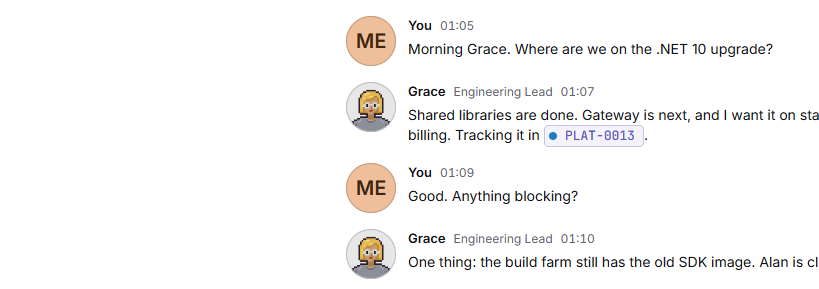 ME
You 01:05
Morning Grace. Where are we on the .NET 10 upgrade?
Grace Engineering Lead 01:07
Shared libraries are done. Gateway is next, and I want it on
billing. Tracking it in PLAT-0013.
ME
You 01:09
Good. Anything blocking?
Grace Engineering Lead 01:10
One thing: the build farm still has the old SDK image. Alan is